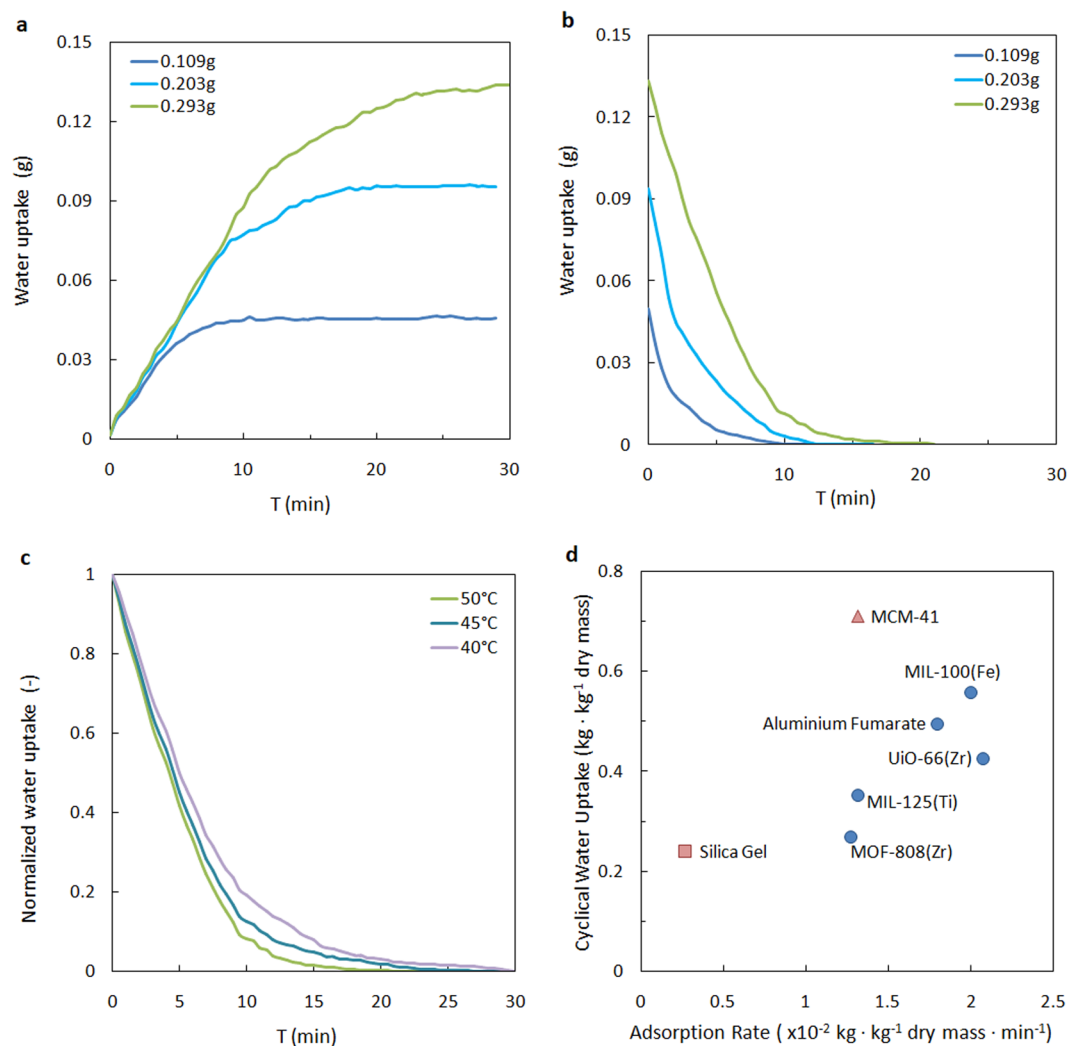 a
0.15
0.12
0.09
0.06
0.03
0
Water uptake (g)
0.109g
0.203g
0.293g
0 10 20 30
T (min)
b
0.15
0.12
0.09
0.06
0.03
0
Water uptake (g)
0.109g
0.203g
0.293g
0 10 20 30
T (min)
c
1
0.8
0.6
0.4
0.2
0
Normalized water uptake (-)
50°C
45°C
40°C
0 5 10 15 20 25 30
T (min)
d
0.8
0.6
0.4
0.2
0
Cyclical Water Uptake (kg · kg⁻¹ dry mass)
MCM-41
MIL-100(Fe)
Aluminium Fumarate
UiO-66(Zr)
MIL-125(Ti)
Silica Gel
MOF-808(Zr)
0 0.5 1 1.5 2 2.5
Adsorption Rate ( x10⁻² kg · kg⁻¹ dry mass · min⁻¹)